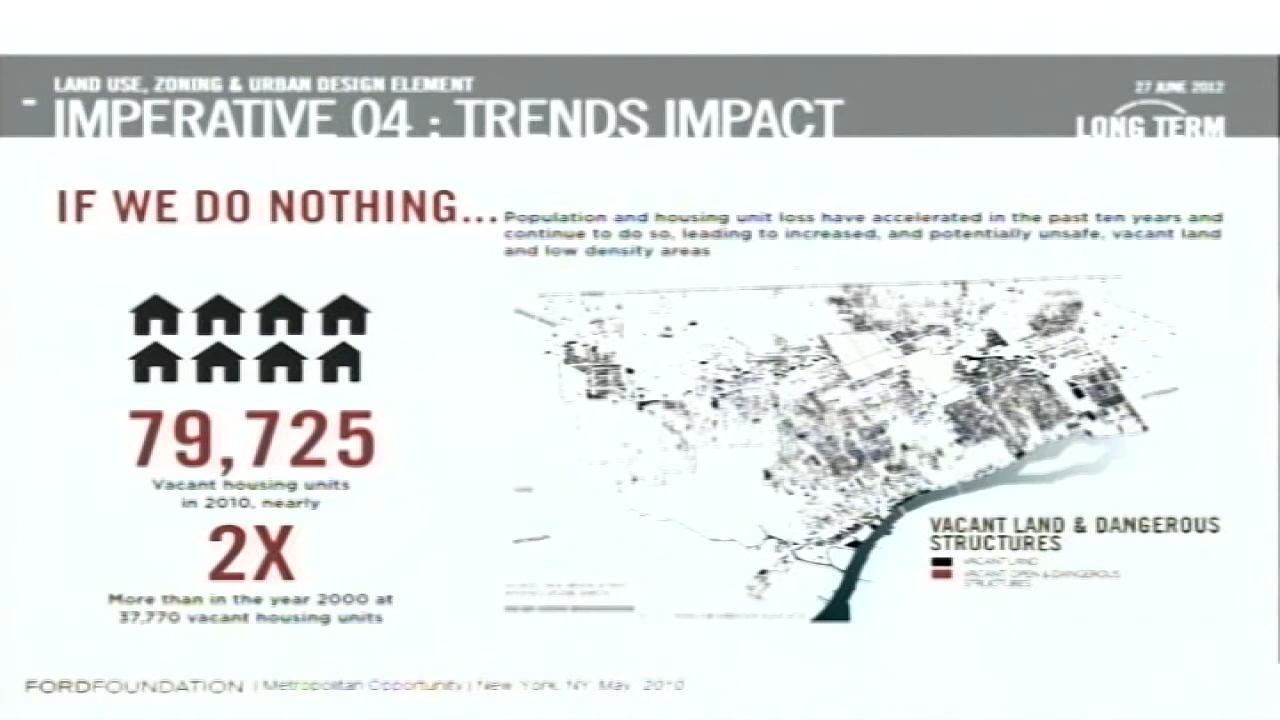 LAND USE, ZONING & URBAN DESIGN ELEMENT
27 JUNE 2012
- IMPERATIVE 04 : TRENDS IMPACT
LONG TERM
IF WE DO NOTHING...
Population and housing unit loss have accelerated in the past ten years and
continue to do so, leading to increased, and potentially unsafe, vacant land
and low density areas
79,725
Vacant housing units
in 2010, nearly
2X
More than in the year 2000 at
37,770 vacant housing units
VACANT LAND & DANGEROUS
STRUCTURES
VACANT LAND
VACANT, OPEN & DANGEROUS
STRUCTURES
FORDFOUNDATION | Metropolitan Opportunity | New York, NY May 2010